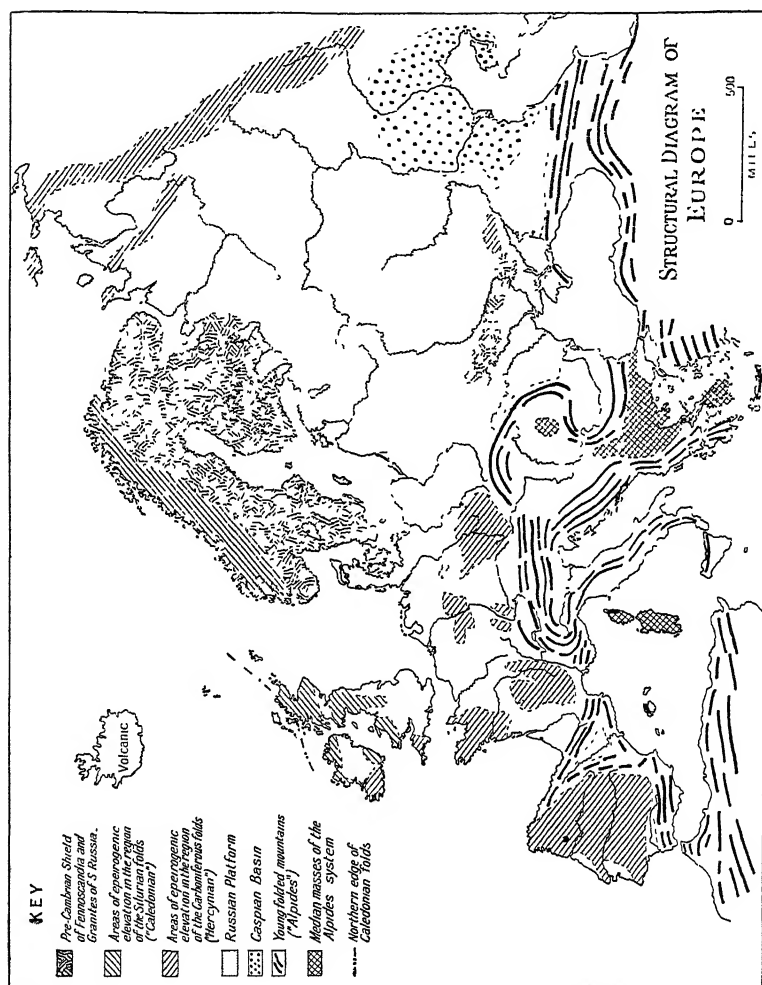 KEY
Pre-Cambrian Shield
of Fennoscandia and
Granites of S Russia.
Areas of epeirogenic
elevation in the region
of the Silurian folds
("Caledonian")
Areas of epeirogenic
elevation in the region
of the Carboniferous folds
("Hercynian")
Russian Platform
Caspian Basin
Young folded mountains
("Alpides")
Median masses of the
Alpides system
Northern edge of
Caledonian folds
Volcanic
STRUCTURAL DIAGRAM OF
EUROPE
0 500
MILES